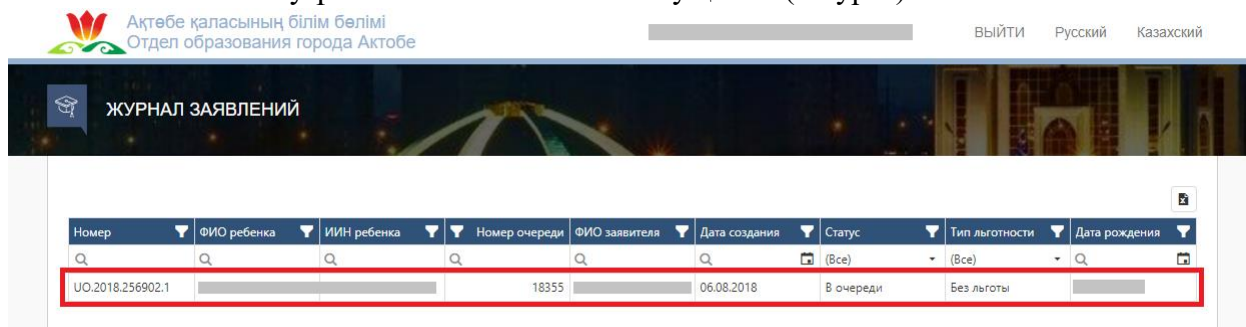 Ақтөбе қаласының білім бөлімі
Отдел образования города Актобе
ВЫЙТИ Русский Казахский
ЖУРНАЛ ЗАЯВЛЕНИЙ
Номер ФИО ребенка ИИН ребенка Номер очереди ФИО заявителя Дата создания Статус Тип льготности Дата рождения
(Все) (Все)
UO.2018.256902.1 18355 06.08.2018 В очереди Без льготы